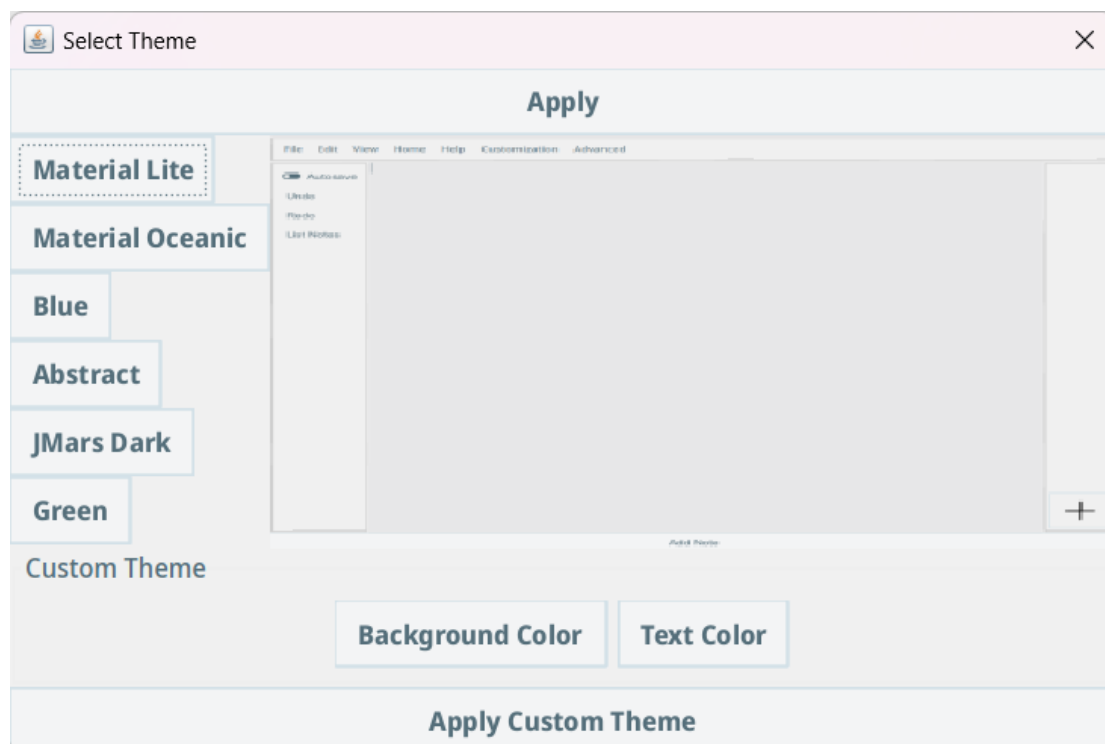 Select Theme
Apply
Material Lite
Material Oceanic
Blue
Abstract
JMars Dark
Green
File Edit View Home Help Customization Advanced
Autosave
Undo
Redo
List Notes
Add Note
Custom Theme
Background Color Text Color
Apply Custom Theme